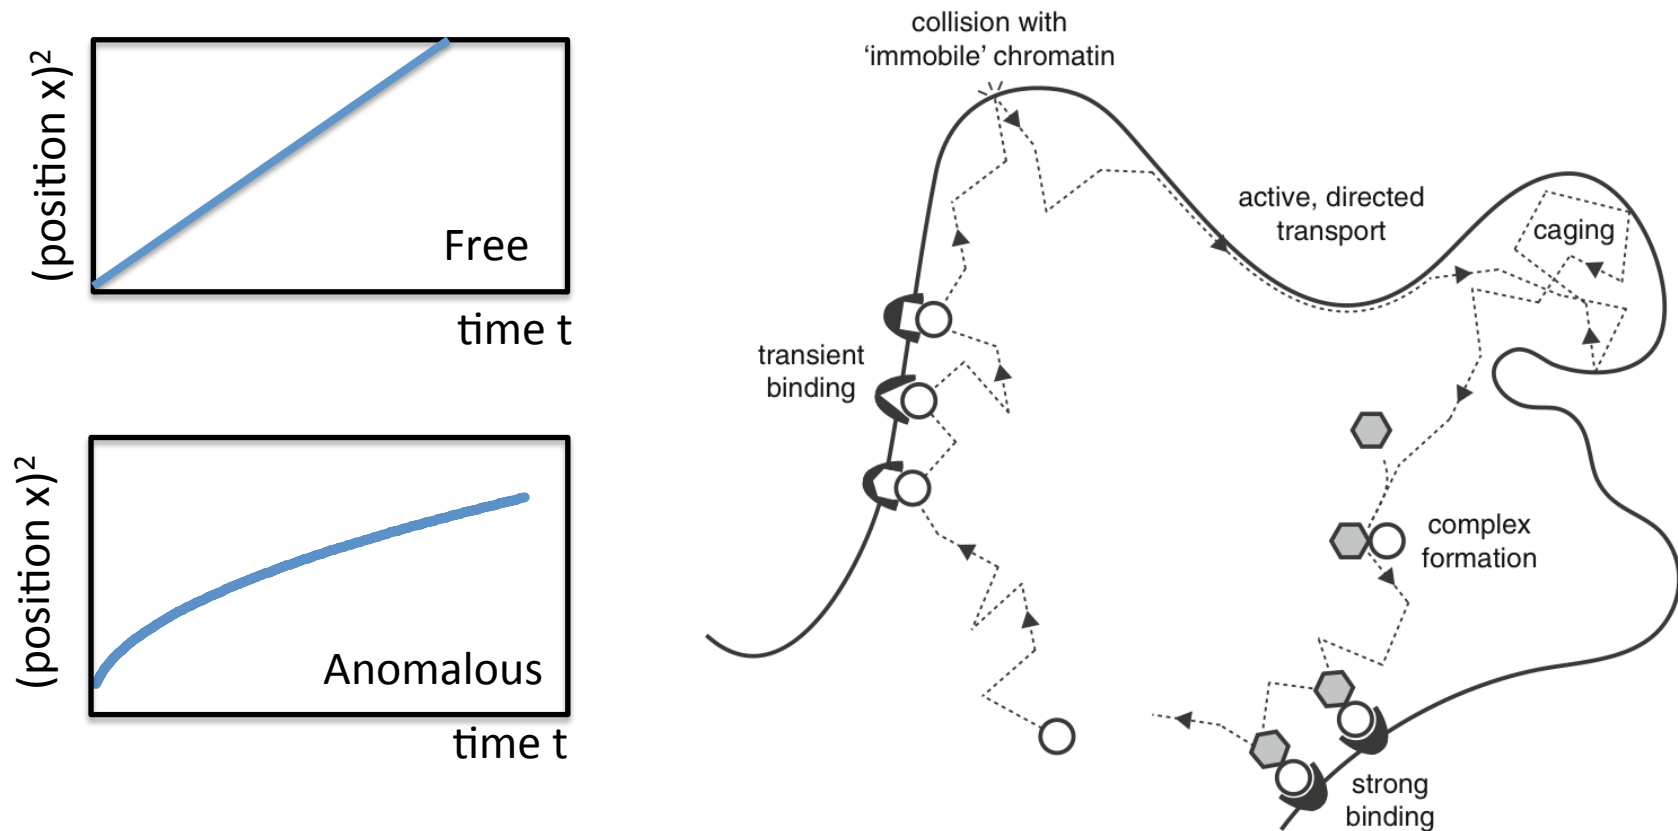 (position x)²
Free
time t
(position x)²
Anomalous
time t
collision with
‘immobile’ chromatin
active, directed
transport
caging
transient
binding
complex
formation
strong
binding